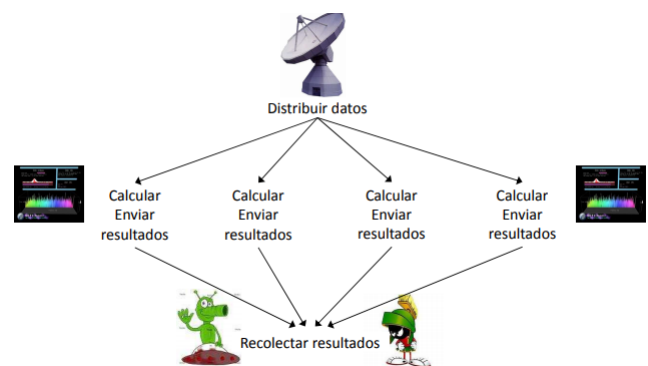 Distribuir datos
Calcular
Enviar
resultados
Calcular
Enviar
resultados
Calcular
Enviar
resultados
Calcular
Enviar
resultados
Recolectar resultados